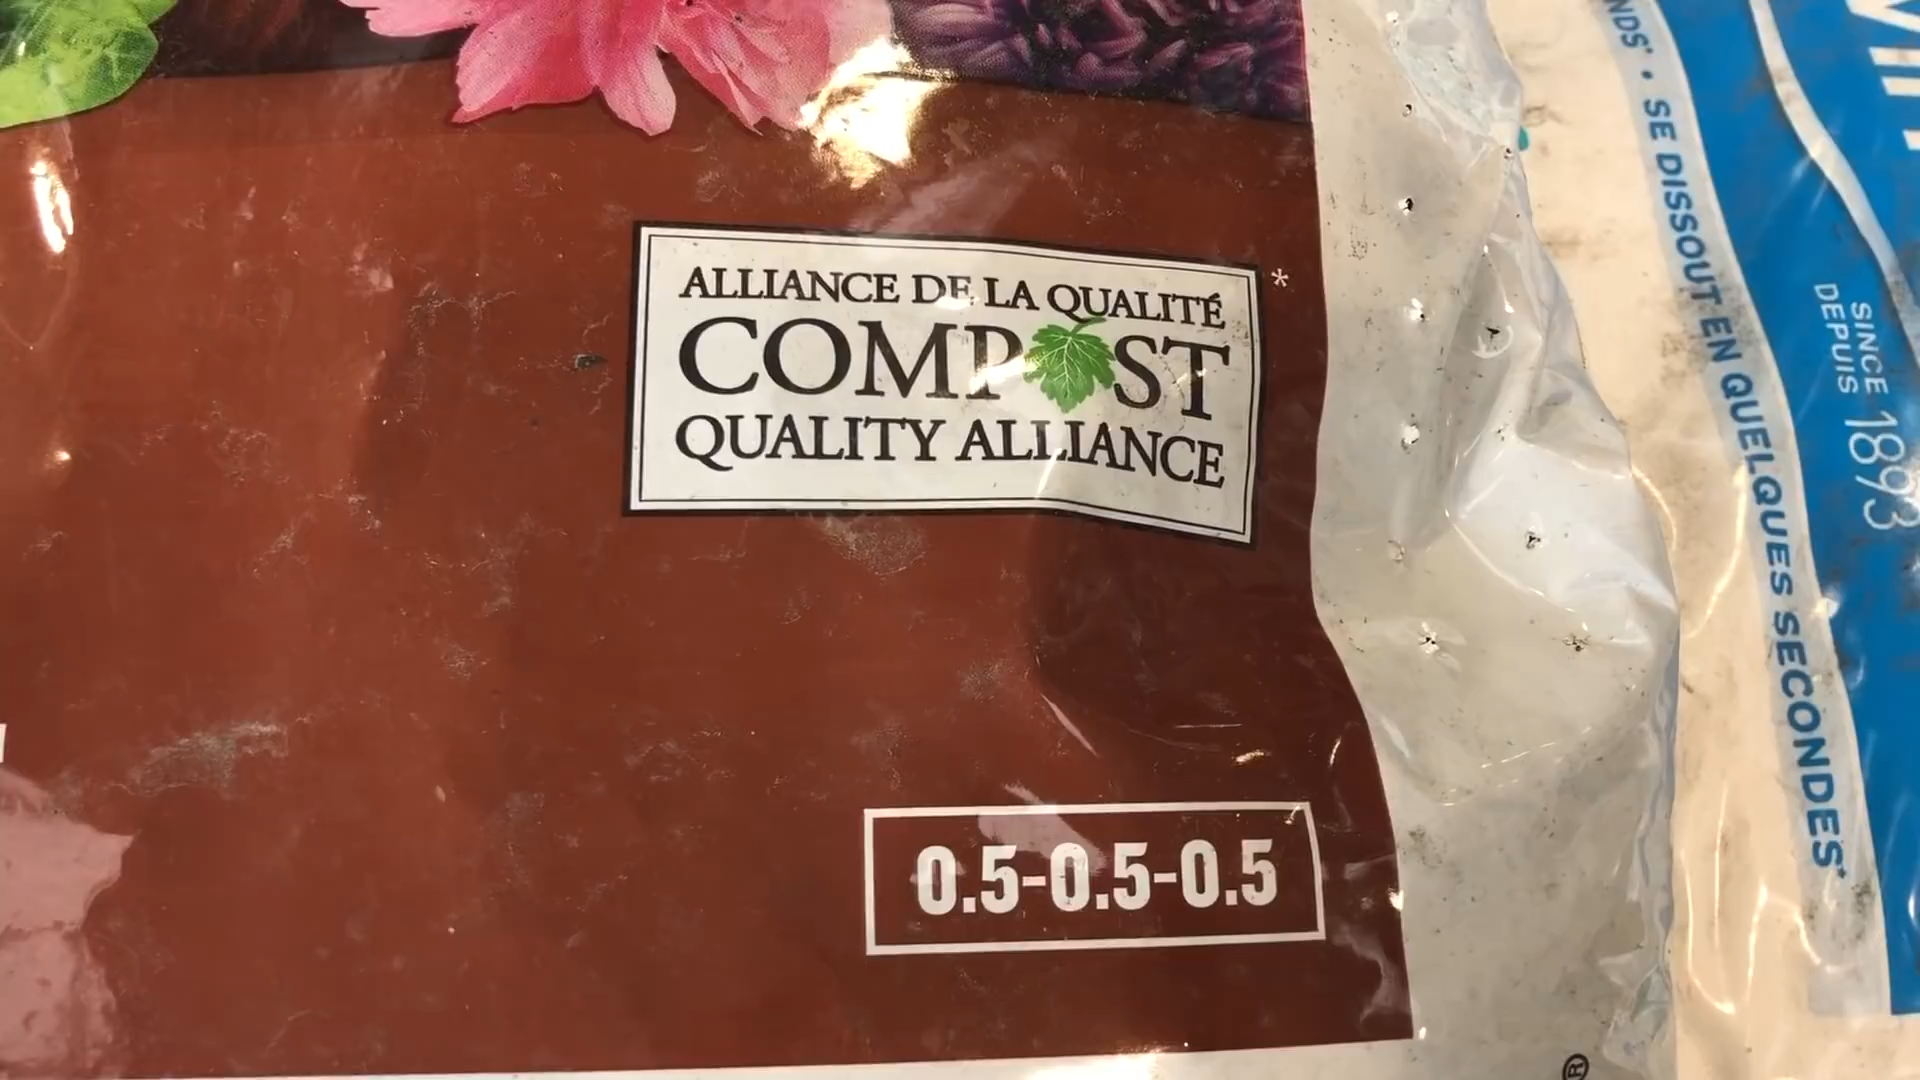 ALLIANCE DE LA QUALITÉ
COMPOST
QUALITY ALLIANCE
*
0.5-0.5-0.5
®
SE DISSOUT EN QUELQUES SECONDES*
SINCE
DEPUIS
1893